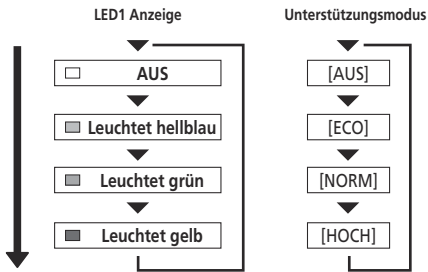 LED1 Anzeige Unterstützungsmodus
AUS [AUS]
Leuchtet hellblau [ECO]
Leuchtet grün [NORM]
Leuchtet gelb [HOCH]